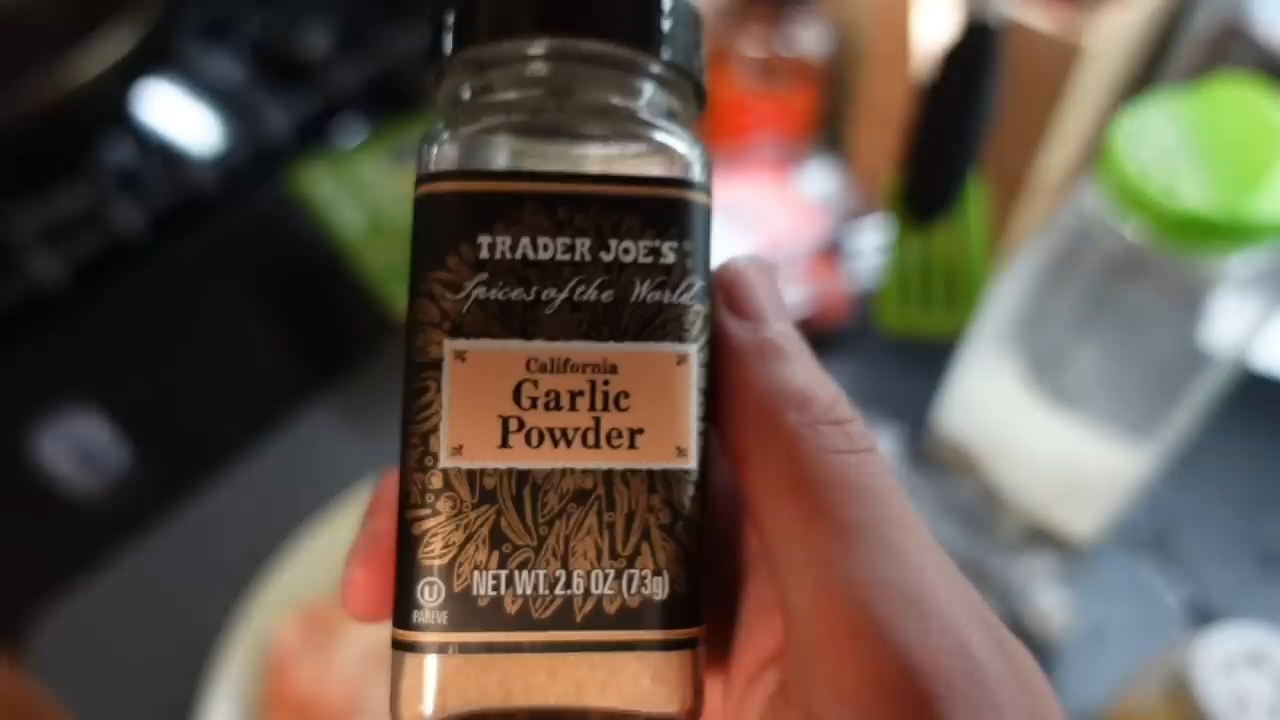 TRADER JOE'S
Spices of the World
California
Garlic
Powder
U
NET WT. 2.6 OZ (73g)
PAREVE